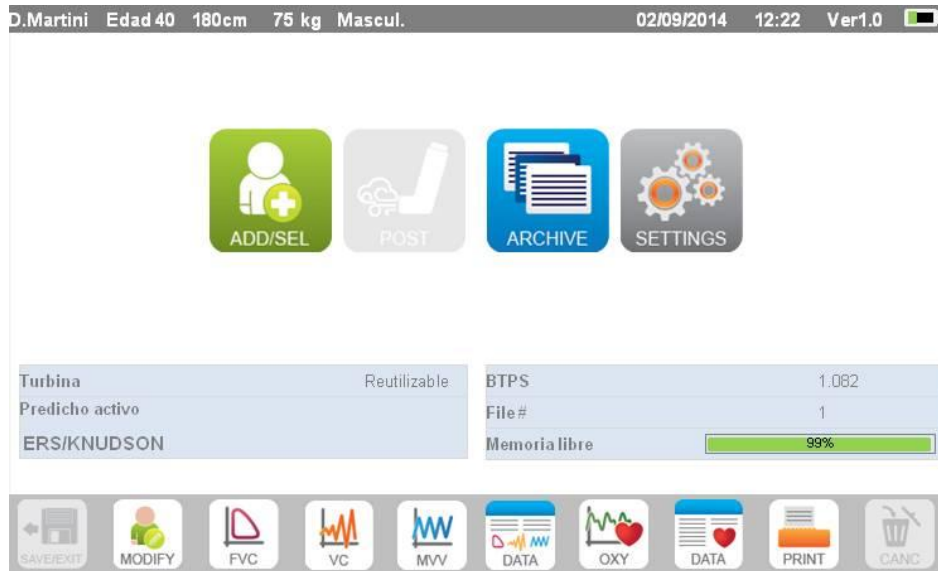 D.Martini Edad 40 180cm 75 kg Mascul. 02/09/2014 12:22 Ver1.0
ADD/SEL POST ARCHIVE SETTINGS
Turbina Reutilizable
Predicho activo
ERS/KNUDSON
BTPS 1.082
File # 1
Memoria libre 99%
SAVE/EXIT MODIFY FVC VC MVV DATA OXY DATA PRINT CANC